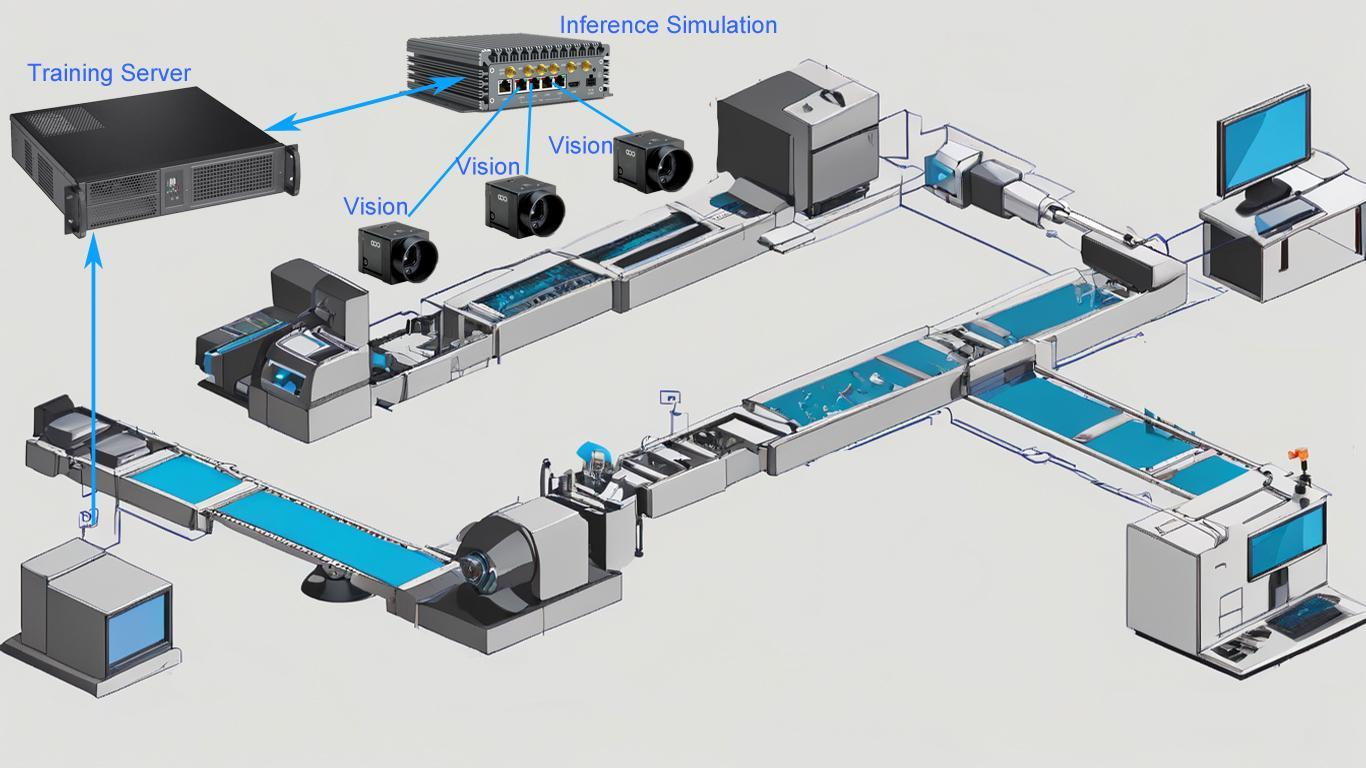 Inference Simulation
Training Server
Vision
Vision
Vision